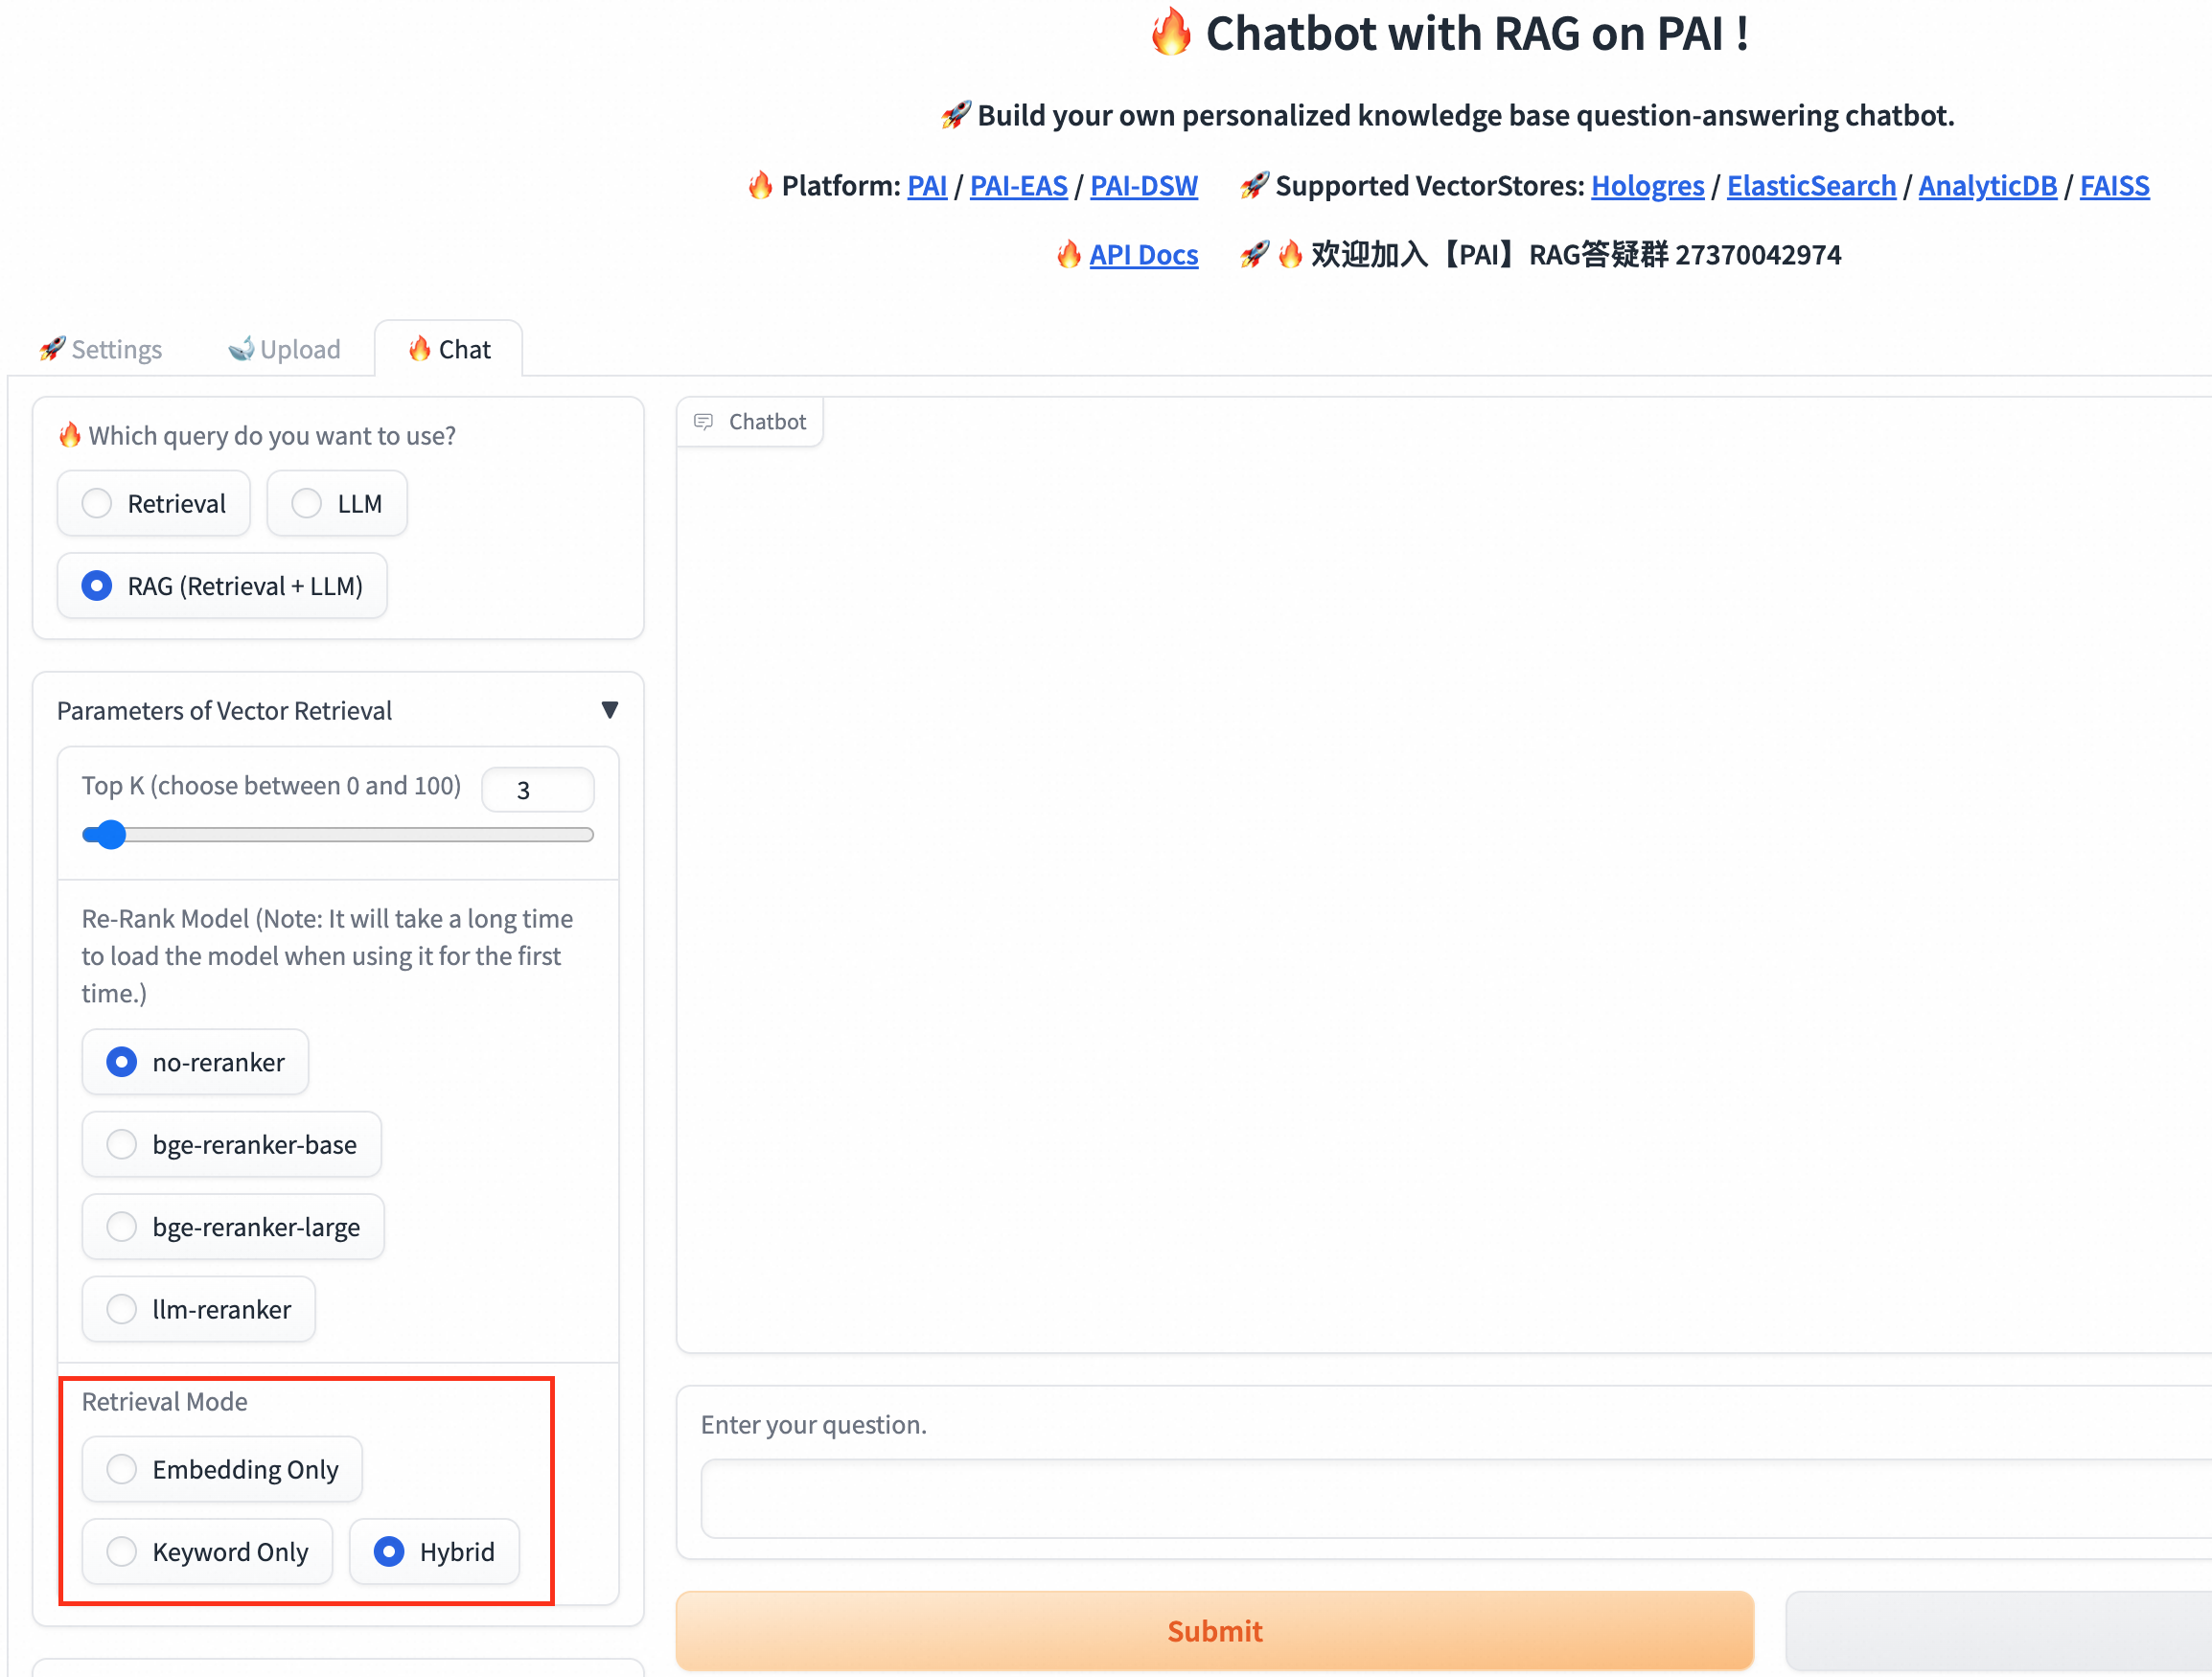 🔥 Chatbot with RAG on PAI !
🚀 Build your own personalized knowledge base question-answering chatbot.
🔥 Platform: PAI / PAI-EAS / PAI-DSW 🚀 Supported VectorStores: Hologres / ElasticSearch / AnalyticDB / FAISS
🔥 API Docs 🚀 🔥 欢迎加入【PAI】RAG答疑群 27370042974
🚀 Settings
🐋 Upload
🔥 Chat
🔥 Which query do you want to use?
Retrieval
LLM
RAG (Retrieval + LLM)
Parameters of Vector Retrieval ▼
Top K (choose between 0 and 100) 3
Re-Rank Model (Note: It will take a long time
to load the model when using it for the first
time.)
no-reranker
bge-reranker-base
bge-reranker-large
llm-reranker
Retrieval Mode
Embedding Only
Keyword Only
Hybrid
Chatbot
Enter your question.
Submit